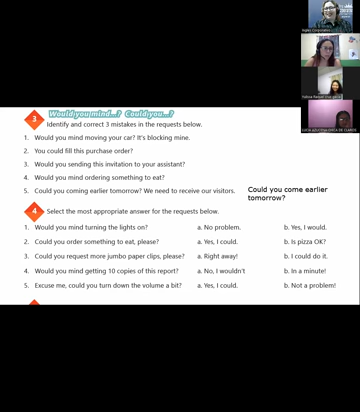 Would you mind...? Could you...?
3
Identify and correct 3 mistakes in the requests below.
1. Would you mind moving your car? It's blocking mine.
2. You could fill this purchase order?
3. Would you sending this invitation to your assistant?
4. Would you mind ordering something to eat?
5. Could you coming earlier tomorrow? We need to receive our visitors.
Could you come earlier
tomorrow?
4 Select the most appropriate answer for the requests below.
1. Would you mind turning the lights on? a. No problem. b. Yes, I would.
2. Could you order something to eat, please? a. Yes, I could. b. Is pizza OK?
3. Could you request more jumbo paper clips, please? a. Right away! b. I could do it.
4. Would you mind getting 10 copies of this report? a. No, I wouldn't b. In a minute!
5. Excuse me, could you turn down the volume a bit? a. Yes, I could. b. Not a problem!